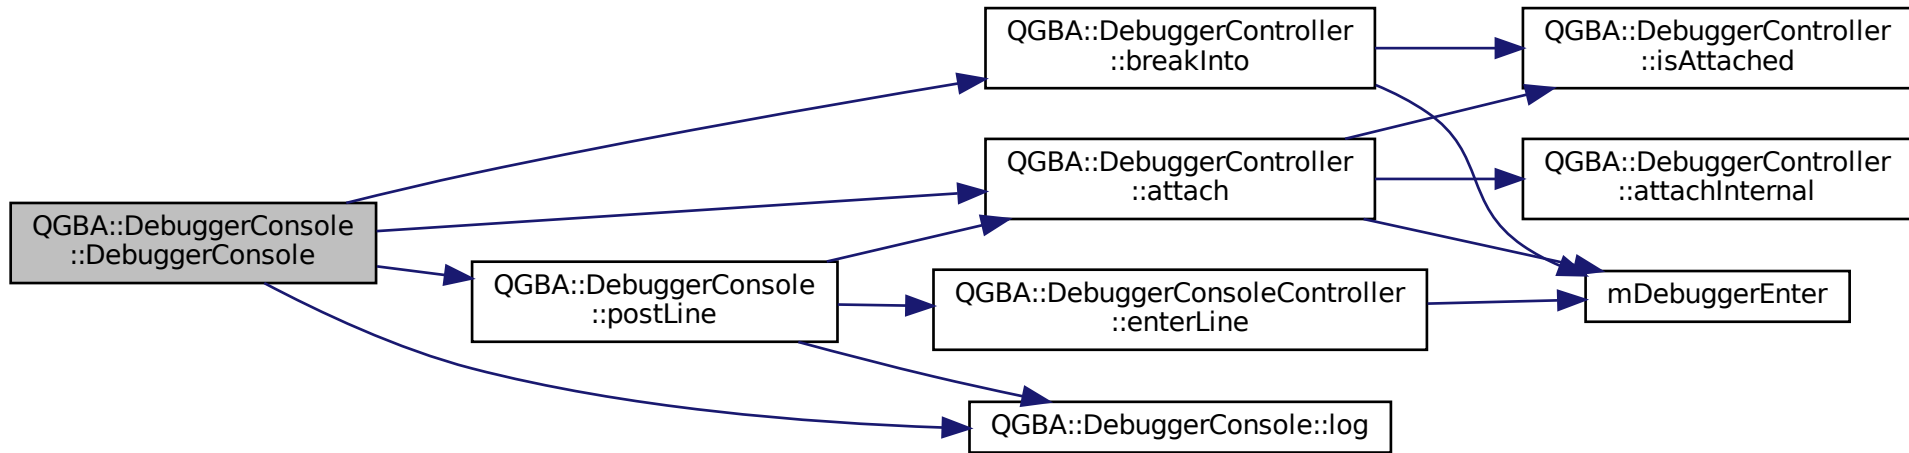 QGBA::DebuggerConsole
::DebuggerConsole
QGBA::DebuggerController
::breakInto
QGBA::DebuggerController
::attach
QGBA::DebuggerConsole
::postLine
QGBA::DebuggerConsoleController
::enterLine
QGBA::DebuggerConsole::log
QGBA::DebuggerController
::isAttached
QGBA::DebuggerController
::attachInternal
mDebuggerEnter